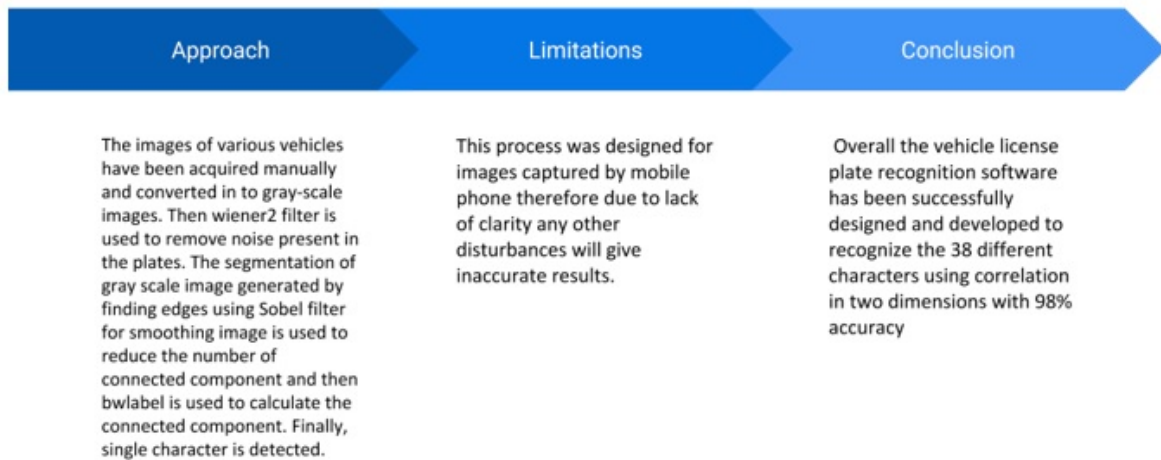 Approach
Limitations
Conclusion
The images of various vehicles
have been acquired manually
and converted in to gray-scale
images. Then wiener2 filter is
used to remove noise present in
the plates. The segmentation of
gray scale image generated by
finding edges using Sobel filter
for smoothing image is used to
reduce the number of
connected component and then
bwlabel is used to calculate the
connected component. Finally,
single character is detected.
This process was designed for
images captured by mobile
phone therefore due to lack
of clarity any other
disturbances will give
inaccurate results.
Overall the vehicle license
plate recognition software
has been successfully
designed and developed to
recognize the 38 different
characters using correlation
in two dimensions with 98%
accuracy